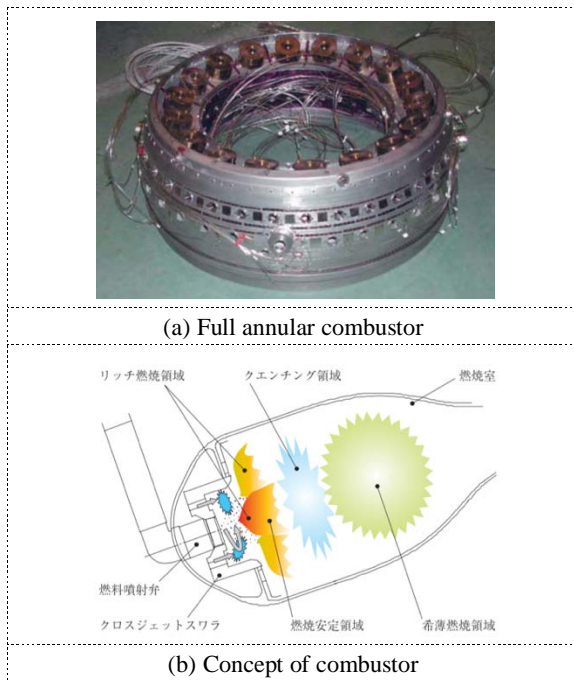 (a) Full annular combustor
リッチ燃焼領域
クエンチング領域
燃焼室
燃料噴射弁
クロスジェットスワラ
燃焼安定領域
希薄燃焼領域
(b) Concept of combustor